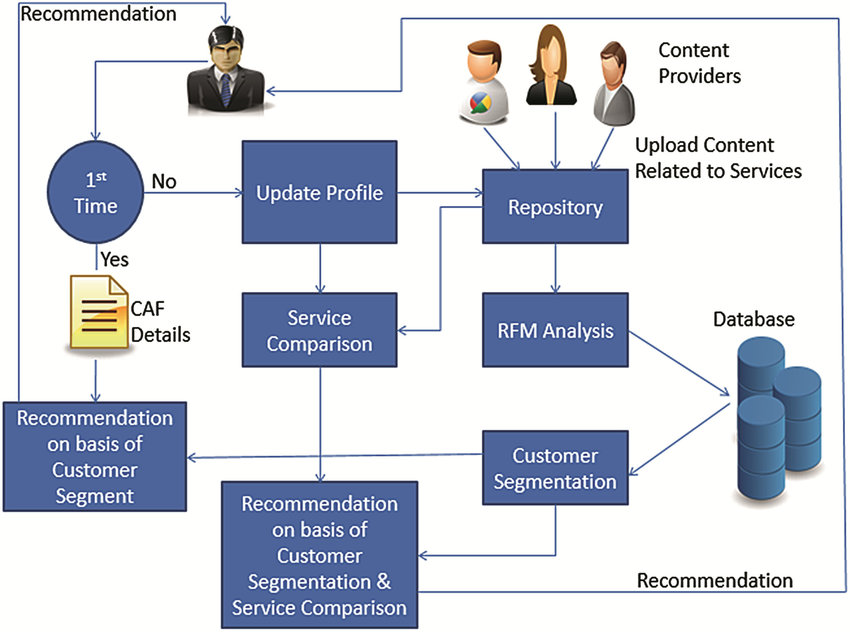 Recommendation
Content
Providers
Upload Content
Related to Services
1st
Time
No
Update Profile
Repository
Yes
CAF
Details
Service
Comparison
RFM Analysis
Database
Recommendation
on basis of
Customer
Segment
Customer
Segmentation
Recommendation
on basis of
Customer
Segmentation &
Service Comparison
Recommendation